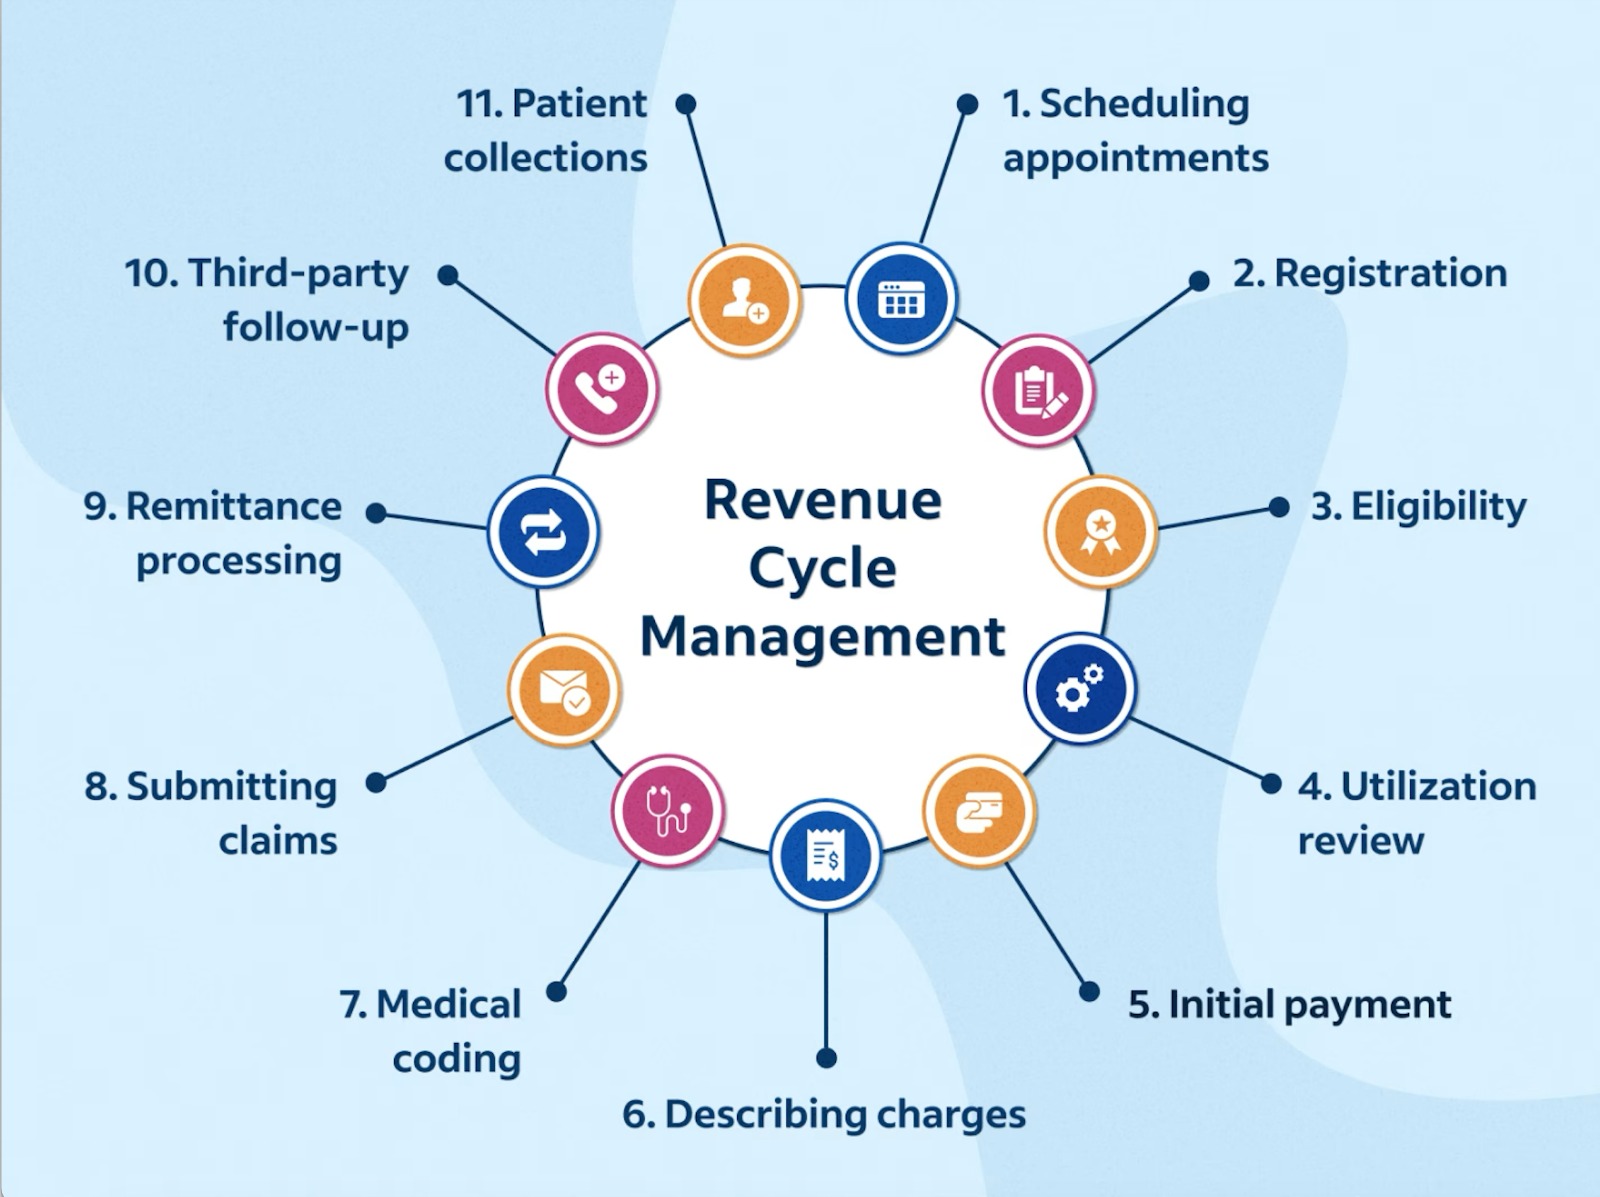 Revenue
Cycle
Management
1. Scheduling
appointments
2. Registration
3. Eligibility
4. Utilization
review
5. Initial payment
6. Describing charges
7. Medical
coding
8. Submitting
claims
9. Remittance
processing
10. Third-party
follow-up
11. Patient
collections
$